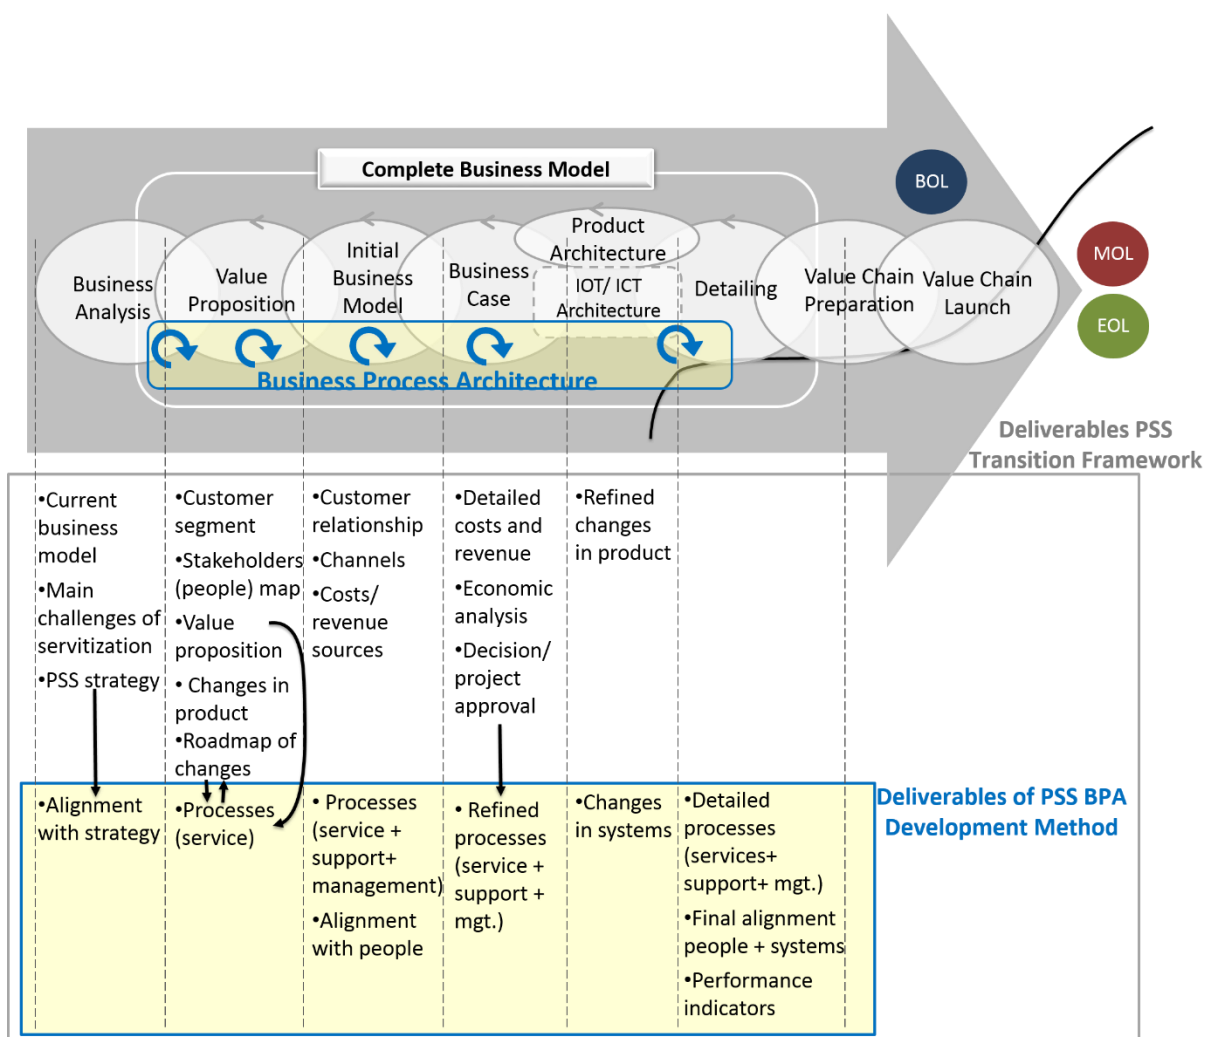 Complete Business Model
BOL
MOL
EOL
Business
Analysis
Value
Proposition
Initial
Business
Model
Business
Case
Product
Architecture
IOT/ ICT
Architecture
Detailing
Value Chain
Preparation
Value Chain
Launch
Business Process Architecture
Deliverables PSS
Transition Framework
•Current
business
model
•Main
challenges of
servitization
•PSS strategy
•Customer
segment
•Stakeholders
(people) map
•Value
proposition
• Changes in
product
•Roadmap of
changes
•Customer
relationship
•Channels
•Costs/
revenue
sources
•Detailed
costs and
revenue
•Economic
analysis
•Decision/
project
approval
•Refined
changes
in product
Deliverables of PSS BPA
Development Method
•Alignment
with strategy
•Processes
(service)
• Processes
(service +
support+
management)
•Alignment
with people
• Refined
processes
(service +
support +
mgt.)
•Changes
in systems
•Detailed
processes
(services+
support+ mgt.)
•Final alignment
people + systems
•Performance
indicators